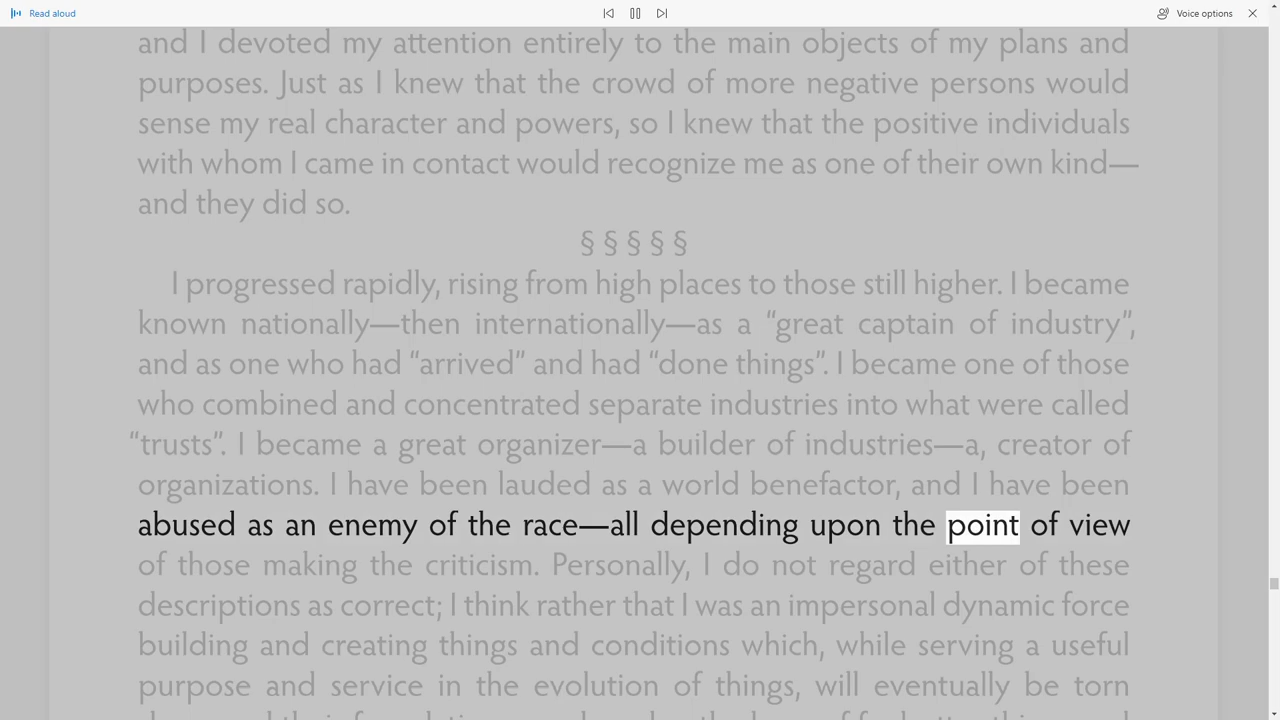 Read aloud
Voice options
and I devoted my attention entirely to the main objects of my plans and
purposes. Just as I knew that the crowd of more negative persons would
sense my real character and powers, so I knew that the positive individuals
with whom I came in contact would recognize me as one of their own kind—
and they did so.
§ § § § §
I progressed rapidly, rising from high places to those still higher. I became
known nationally—then internationally—as a “great captain of industry”,
and as one who had “arrived” and had “done things”. I became one of those
who combined and concentrated separate industries into what were called
“trusts”. I became a great organizer—a builder of industries—a, creator of
organizations. I have been lauded as a world benefactor, and I have been
abused as an enemy of the race—all depending upon the point of view
of those making the criticism. Personally, I do not regard either of these
descriptions as correct; I think rather that I was an impersonal dynamic force
building and creating things and conditions which, while serving a useful
purpose and service in the evolution of things, will eventually be torn